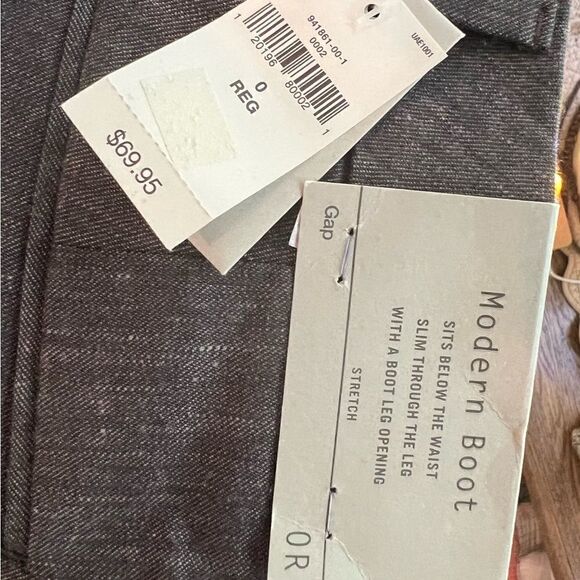 941861-00-1
0002
UAE1001
1 20196 80002 1
0
REG
$69.95
Gap
Modern Boot
SITS BELOW THE WAIST
SLIM THROUGH THE LEG
WITH A BOOT LEG OPENING
STRETCH
0R